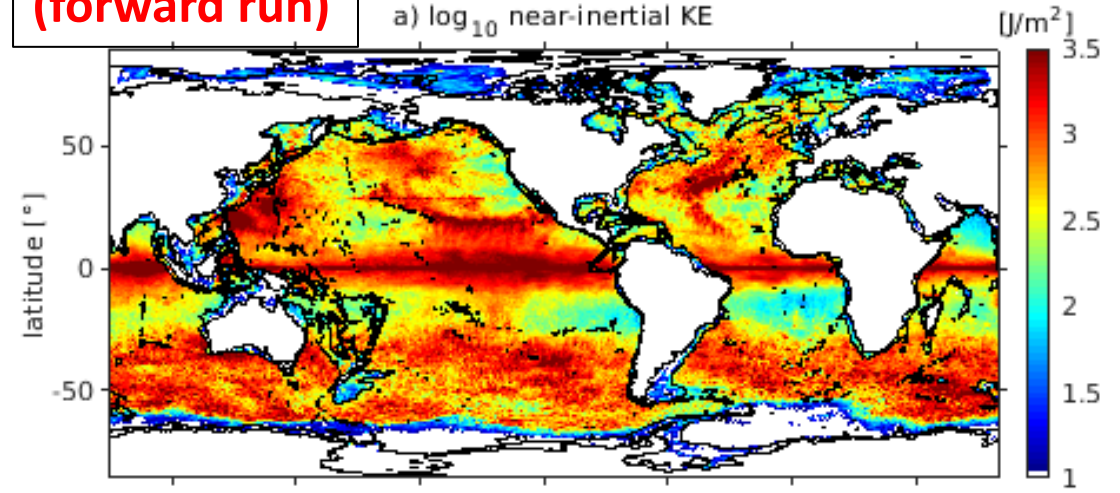 (forward run)
a) log₁₀ near-inertial KE
[J/m²]
3.5
3
2.5
2
1.5
1
latitude [°]
50
0
-50